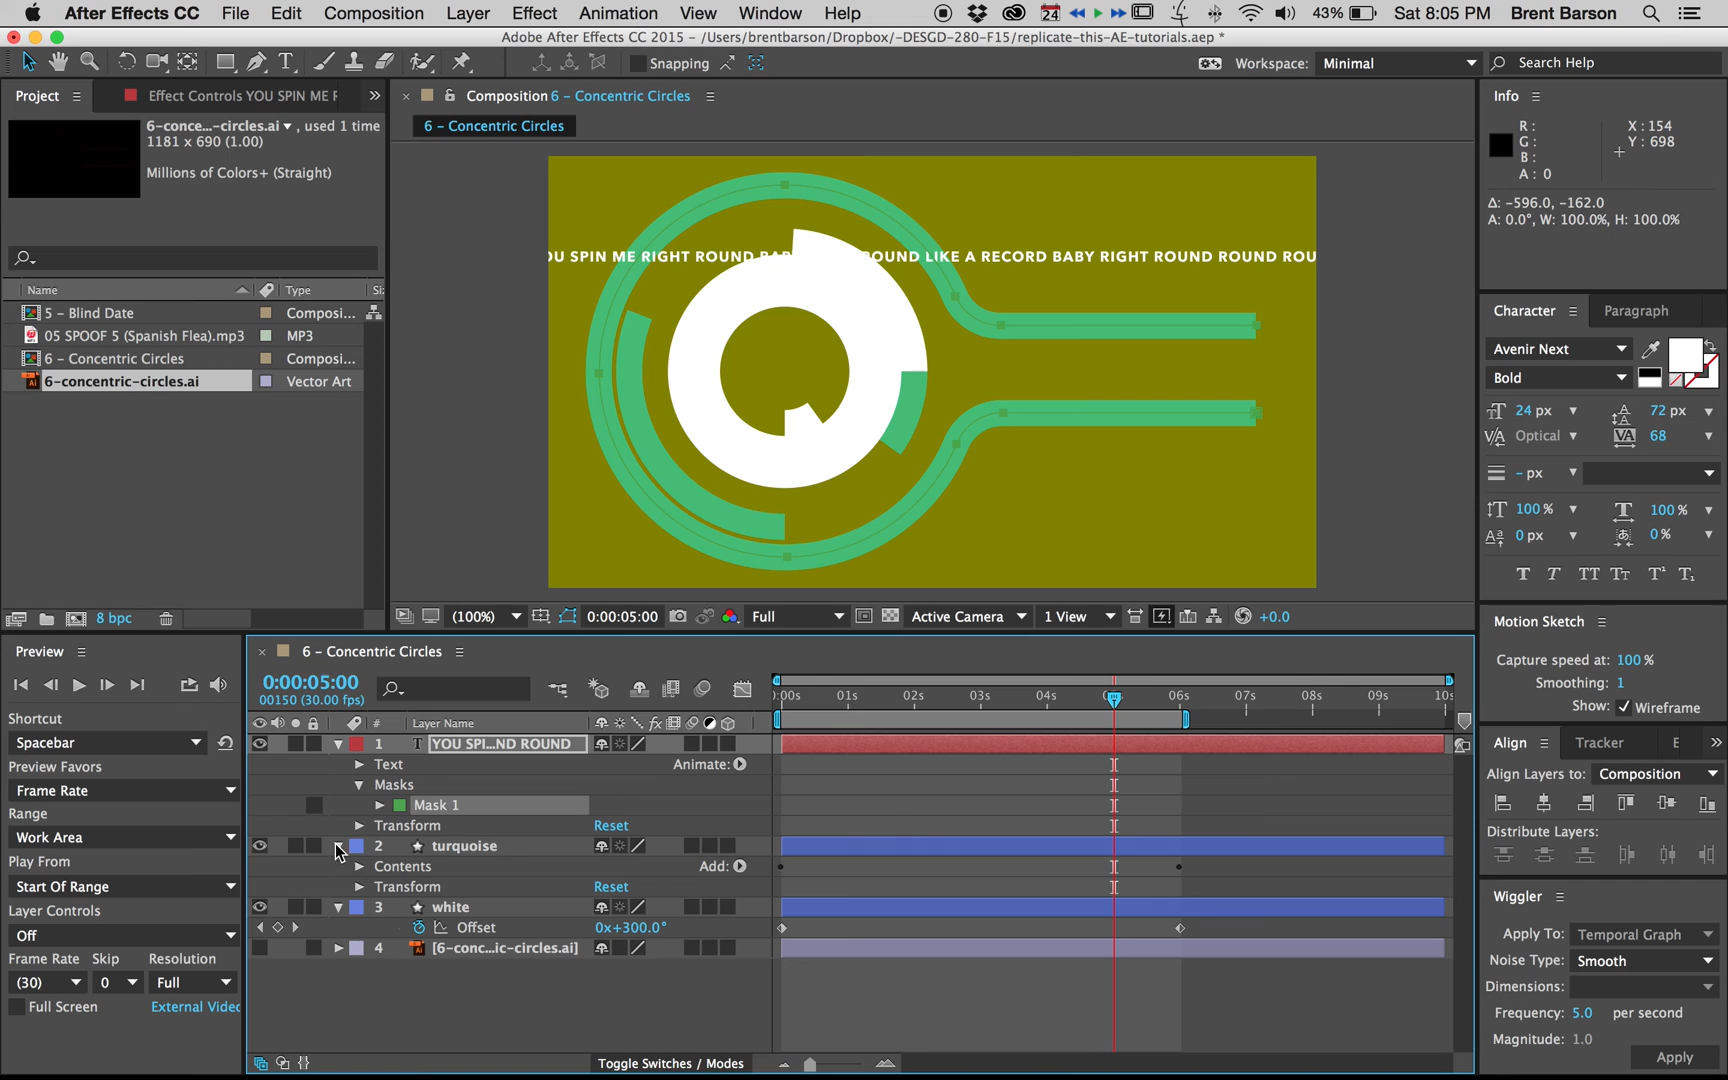 After Effects CC File Edit Composition Layer Effect Animation View Window Help 24 43% Sat 8:05 PM Brent Barson
Adobe After Effects CC 2015 - /Users/brentbarson/Dropbox/-DESGD-280-F15/replicate-this-AE-tutorials.aep *
Snapping Workspace: Minimal Search Help
Project Effect Controls YOU SPIN ME
6-conce...-circles.ai , used 1 time
1181 x 690 (1.00)
Millions of Colors+ (Straight)
Name Type
5 – Blind Date Composi...
05 SPOOF 5 (Spanish Flea).mp3 MP3
6 – Concentric Circles Composi...
6-concentric-circles.ai Vector Art
8 bpc
Composition 6 – Concentric Circles
6 – Concentric Circles
OU SPIN ME RIGHT ROUND BABY ROUND LIKE A RECORD BABY RIGHT ROUND ROUND ROU
(100%) 0:00:05:00 Full Active Camera 1 View +0.0
Info
R: X : 154
G: Y : 698
B:
A: 0
Δ: -596.0, -162.0
A: 0.0°, W: 100.0%, H: 100.0%
Character Paragraph
Avenir Next
Bold
24 px 72 px
Optical 68
- px
100 % 100 %
0 px 0 %
T T TT Tt T¹ T₁
Motion Sketch
Capture speed at: 100 %
Smoothing: 1
Show: Wireframe
Align Tracker
Align Layers to: Composition
Distribute Layers:
Wiggler
Apply To: Temporal Graph
Noise Type: Smooth
Dimensions:
Frequency: 5.0 per second
Magnitude: 1.0
Apply
Preview
Shortcut
Spacebar
Preview Favors
Frame Rate
Range
Work Area
Play From
Start Of Range
Layer Controls
Off
Frame Rate Skip Resolution
(30) 0 Full
Full Screen External Video
6 – Concentric Circles
0:00:05:00
00150 (30.00 fps)
:00s 01s 02s 03s 04s 06s 07s 08s 09s 10s
# Layer Name
1 T YOU SPI...ND ROUND
Text Animate:
Masks
Mask 1
Transform Reset
2 turquoise
Contents Add:
Transform Reset
3 white
Offset 0x+300.0°
4 [6-conc...ic-circles.ai]
Toggle Switches / Modes